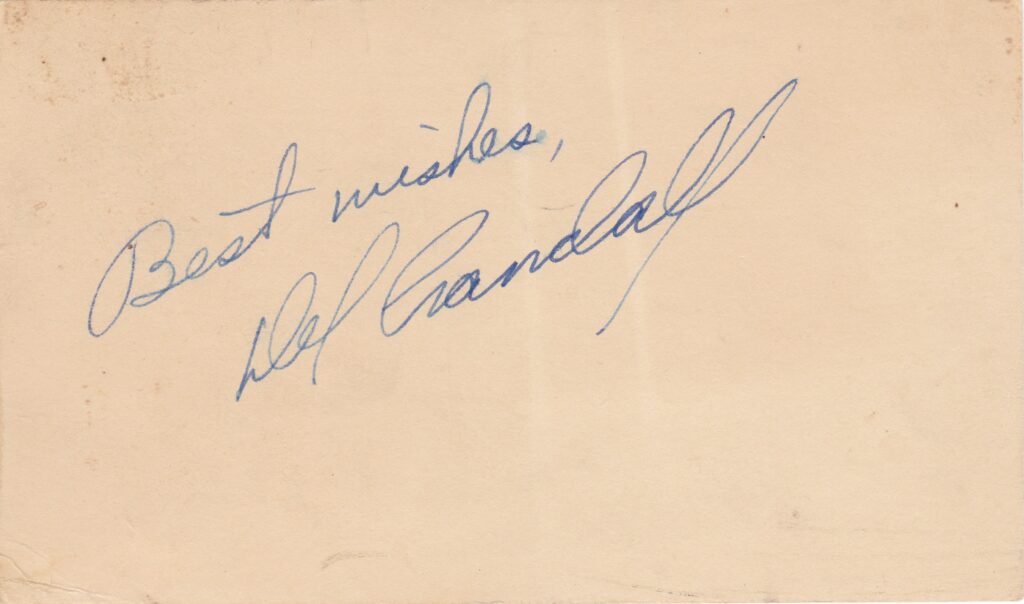 Best wishes,
Del Crandall